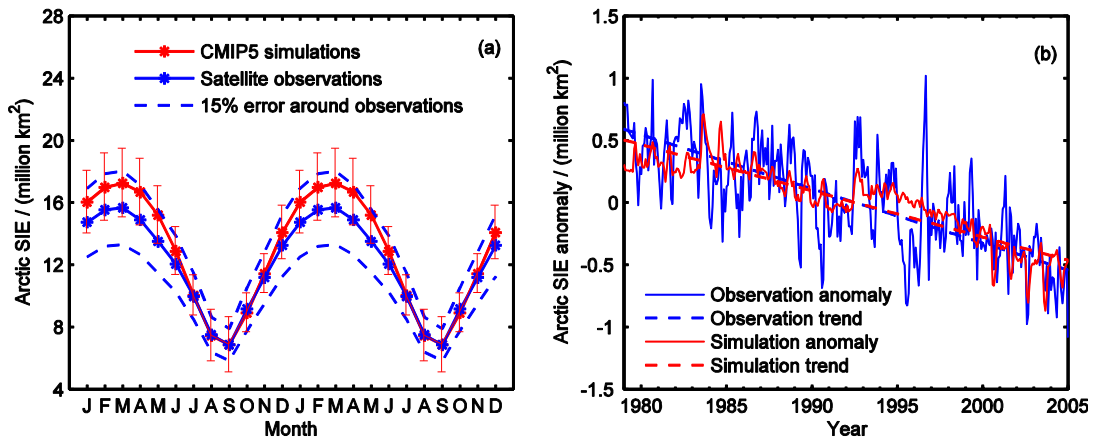 28
24
20
16
12
8
4
Arctic SIE / (million km²)
(a)
CMIP5 simulations
Satellite observations
15% error around observations
J F M A M J J A S O N D J F M A M J J A S O N D
Month
1.5
1
0.5
0
-0.5
-1
-1.5
Arctic SIE anomaly / (million km²)
(b)
Observation anomaly
Observation trend
Simulation anomaly
Simulation trend
1980 1985 1990 1995 2000 2005
Year